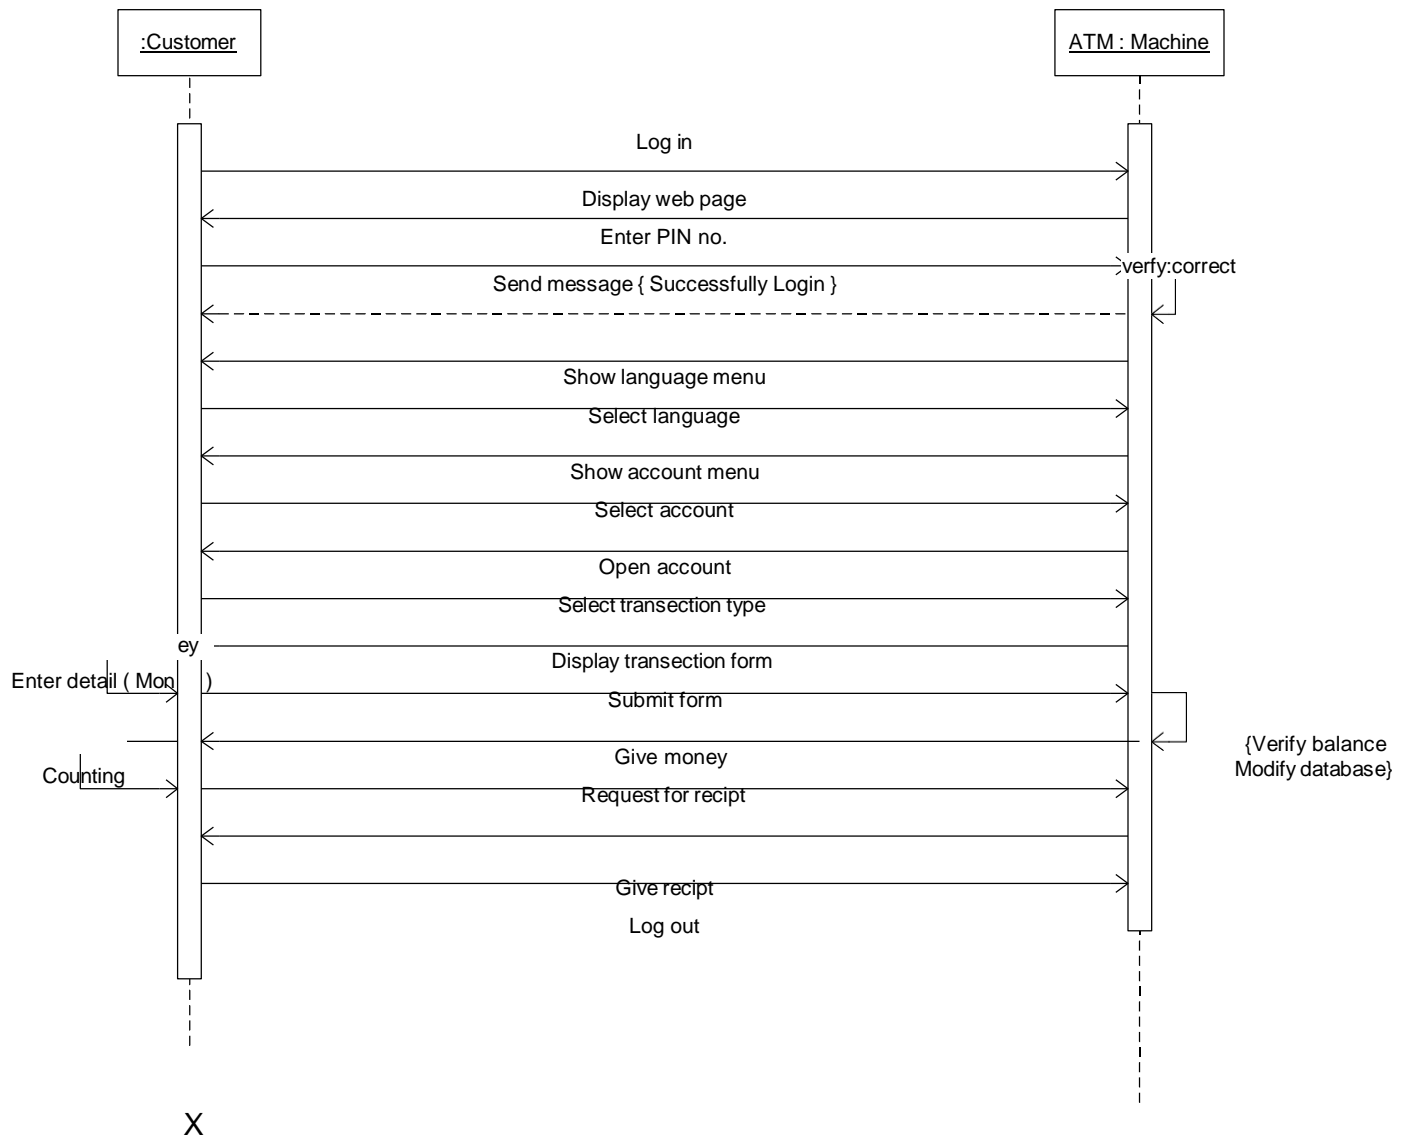 :Customer
ATM : Machine
Log in
Display web page
Enter PIN no.
verfy:correct
Send message { Successfully Login }
Show language menu
Select language
Show account menu
Select account
Open account
Select transection type
ey
Display transection form
Enter detail ( Mon )
Submit form
{Verify balance
Modify database}
Give money
Counting
Request for recipt
Give recipt
Log out
X